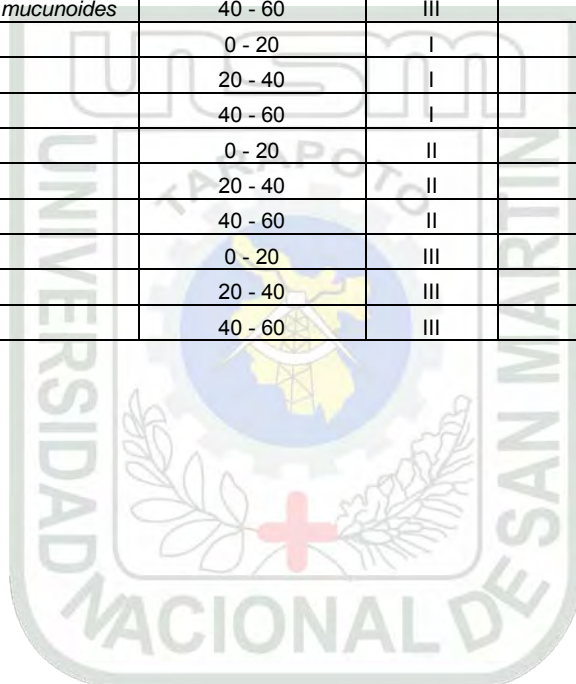 mucunoides 40 - 60 III
0 - 20 I
20 - 40 I
40 - 60 I
0 - 20 II
20 - 40 II
40 - 60 II
0 - 20 III
20 - 40 III
40 - 60 III
unsm
TARAPOTO
UNIVERSIDAD NACIONAL DE SAN MARTIN